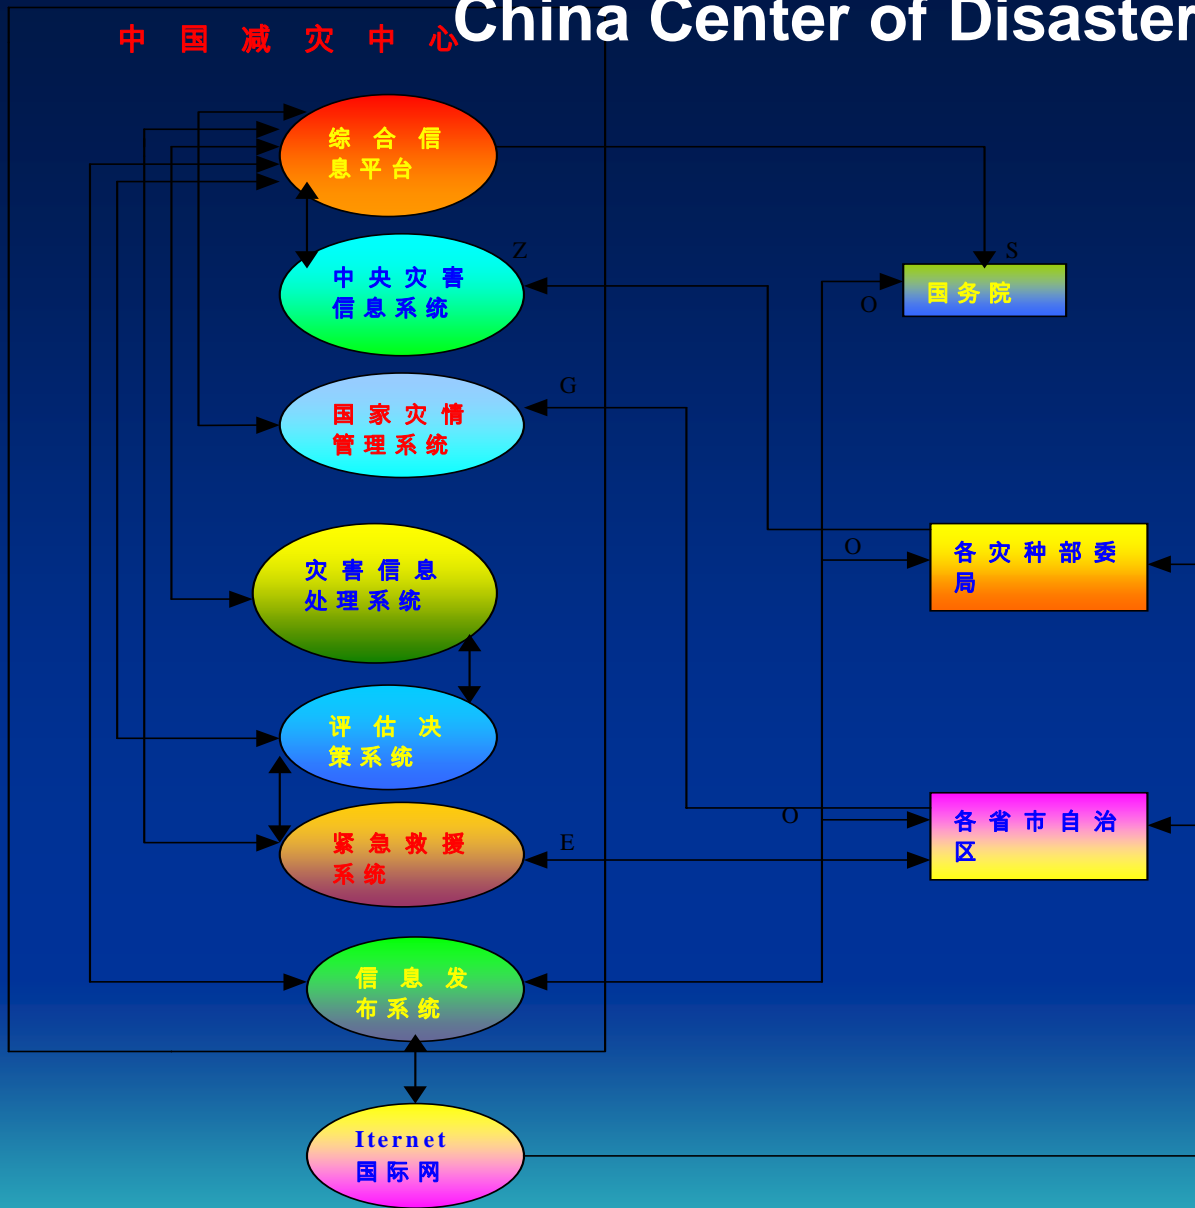 China Center of Disaster
中国减灾中心
综合信
息平台
中央灾害
信息系统
Z
S
国务院
O
G
国家灾情
管理系统
灾害信息
处理系统
O
各灾种部委
局
评估决
策系统
O
各省市自治
区
紧急救援
系统
E
信息发
布系统
Iternet
国际网